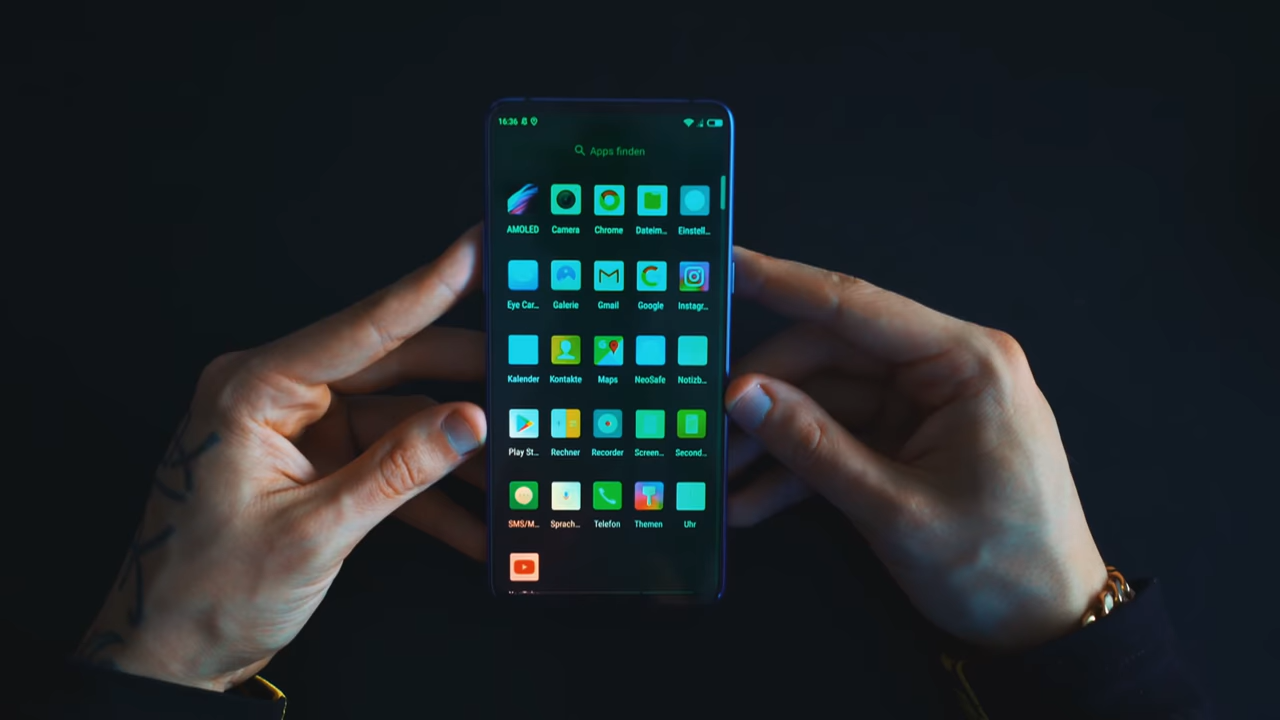 16:36
Apps finden
AMOLED Camera Chrome Dateim... Einstell...
Eye Car... Galerie Gmail Google Instagr...
Kalender Kontakte Maps NeoSafe Notizb...
Play St... Rechner Recorder Screen... Second...
SMS/M... Sprach... Telefon Themen Uhr